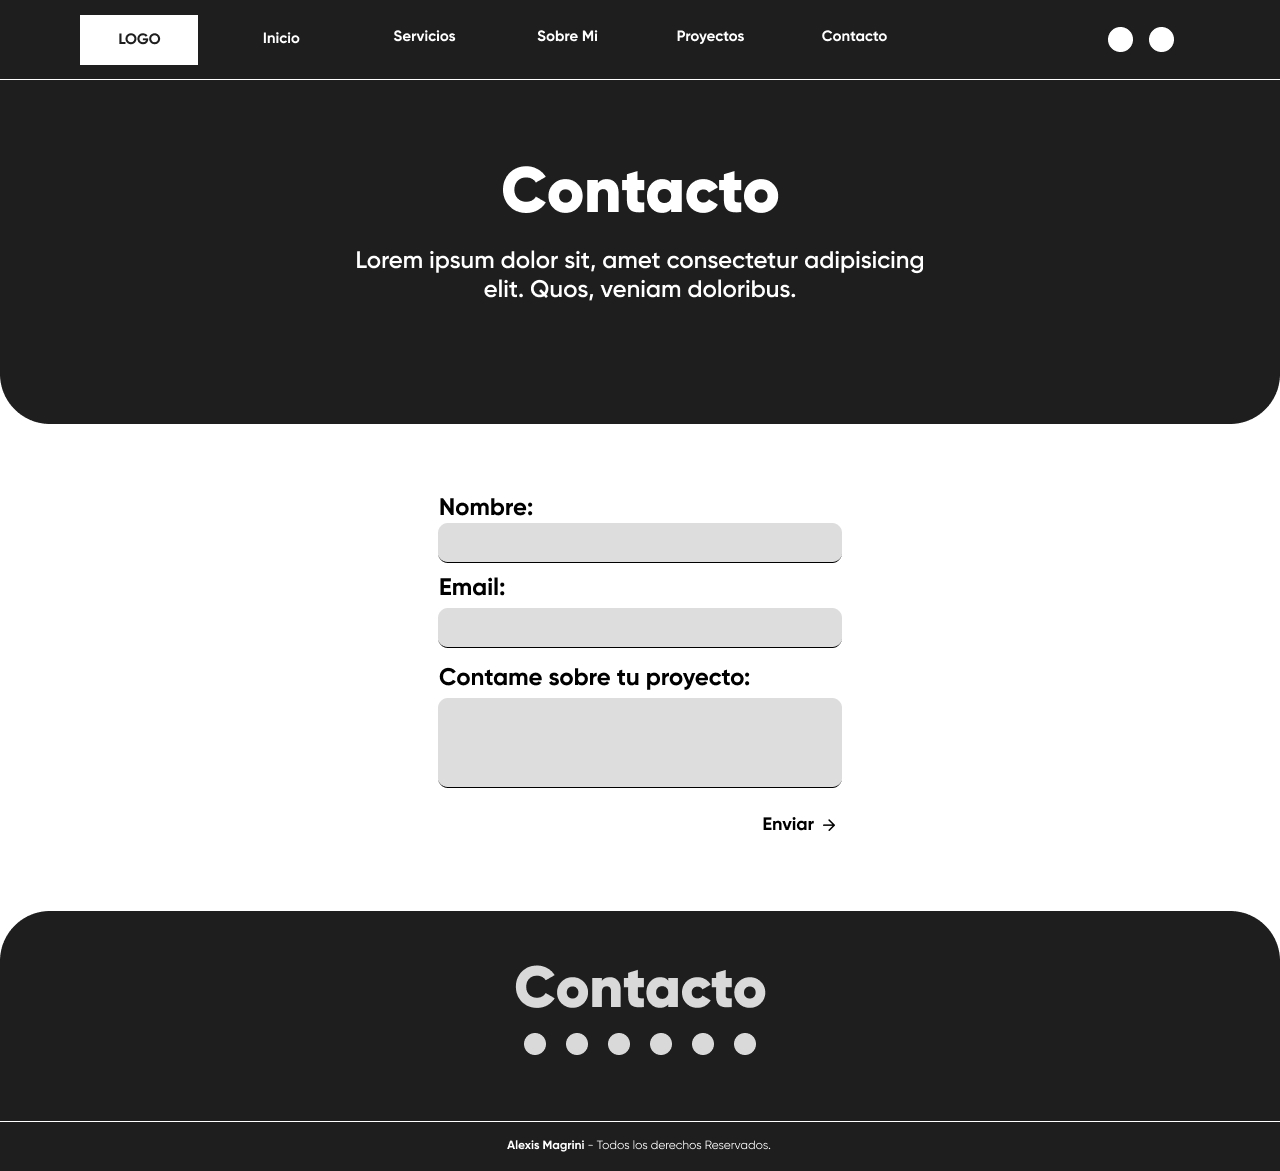 LOGO
Inicio
Servicios
Sobre Mi
Proyectos
Contacto
Contacto
Lorem ipsum dolor sit, amet consectetur adipisicing
elit. Quos, veniam doloribus.
Nombre:
Email:
Contame sobre tu proyecto:
Enviar →
Contacto
Alexis Magrini - Todos los derechos Reservados.